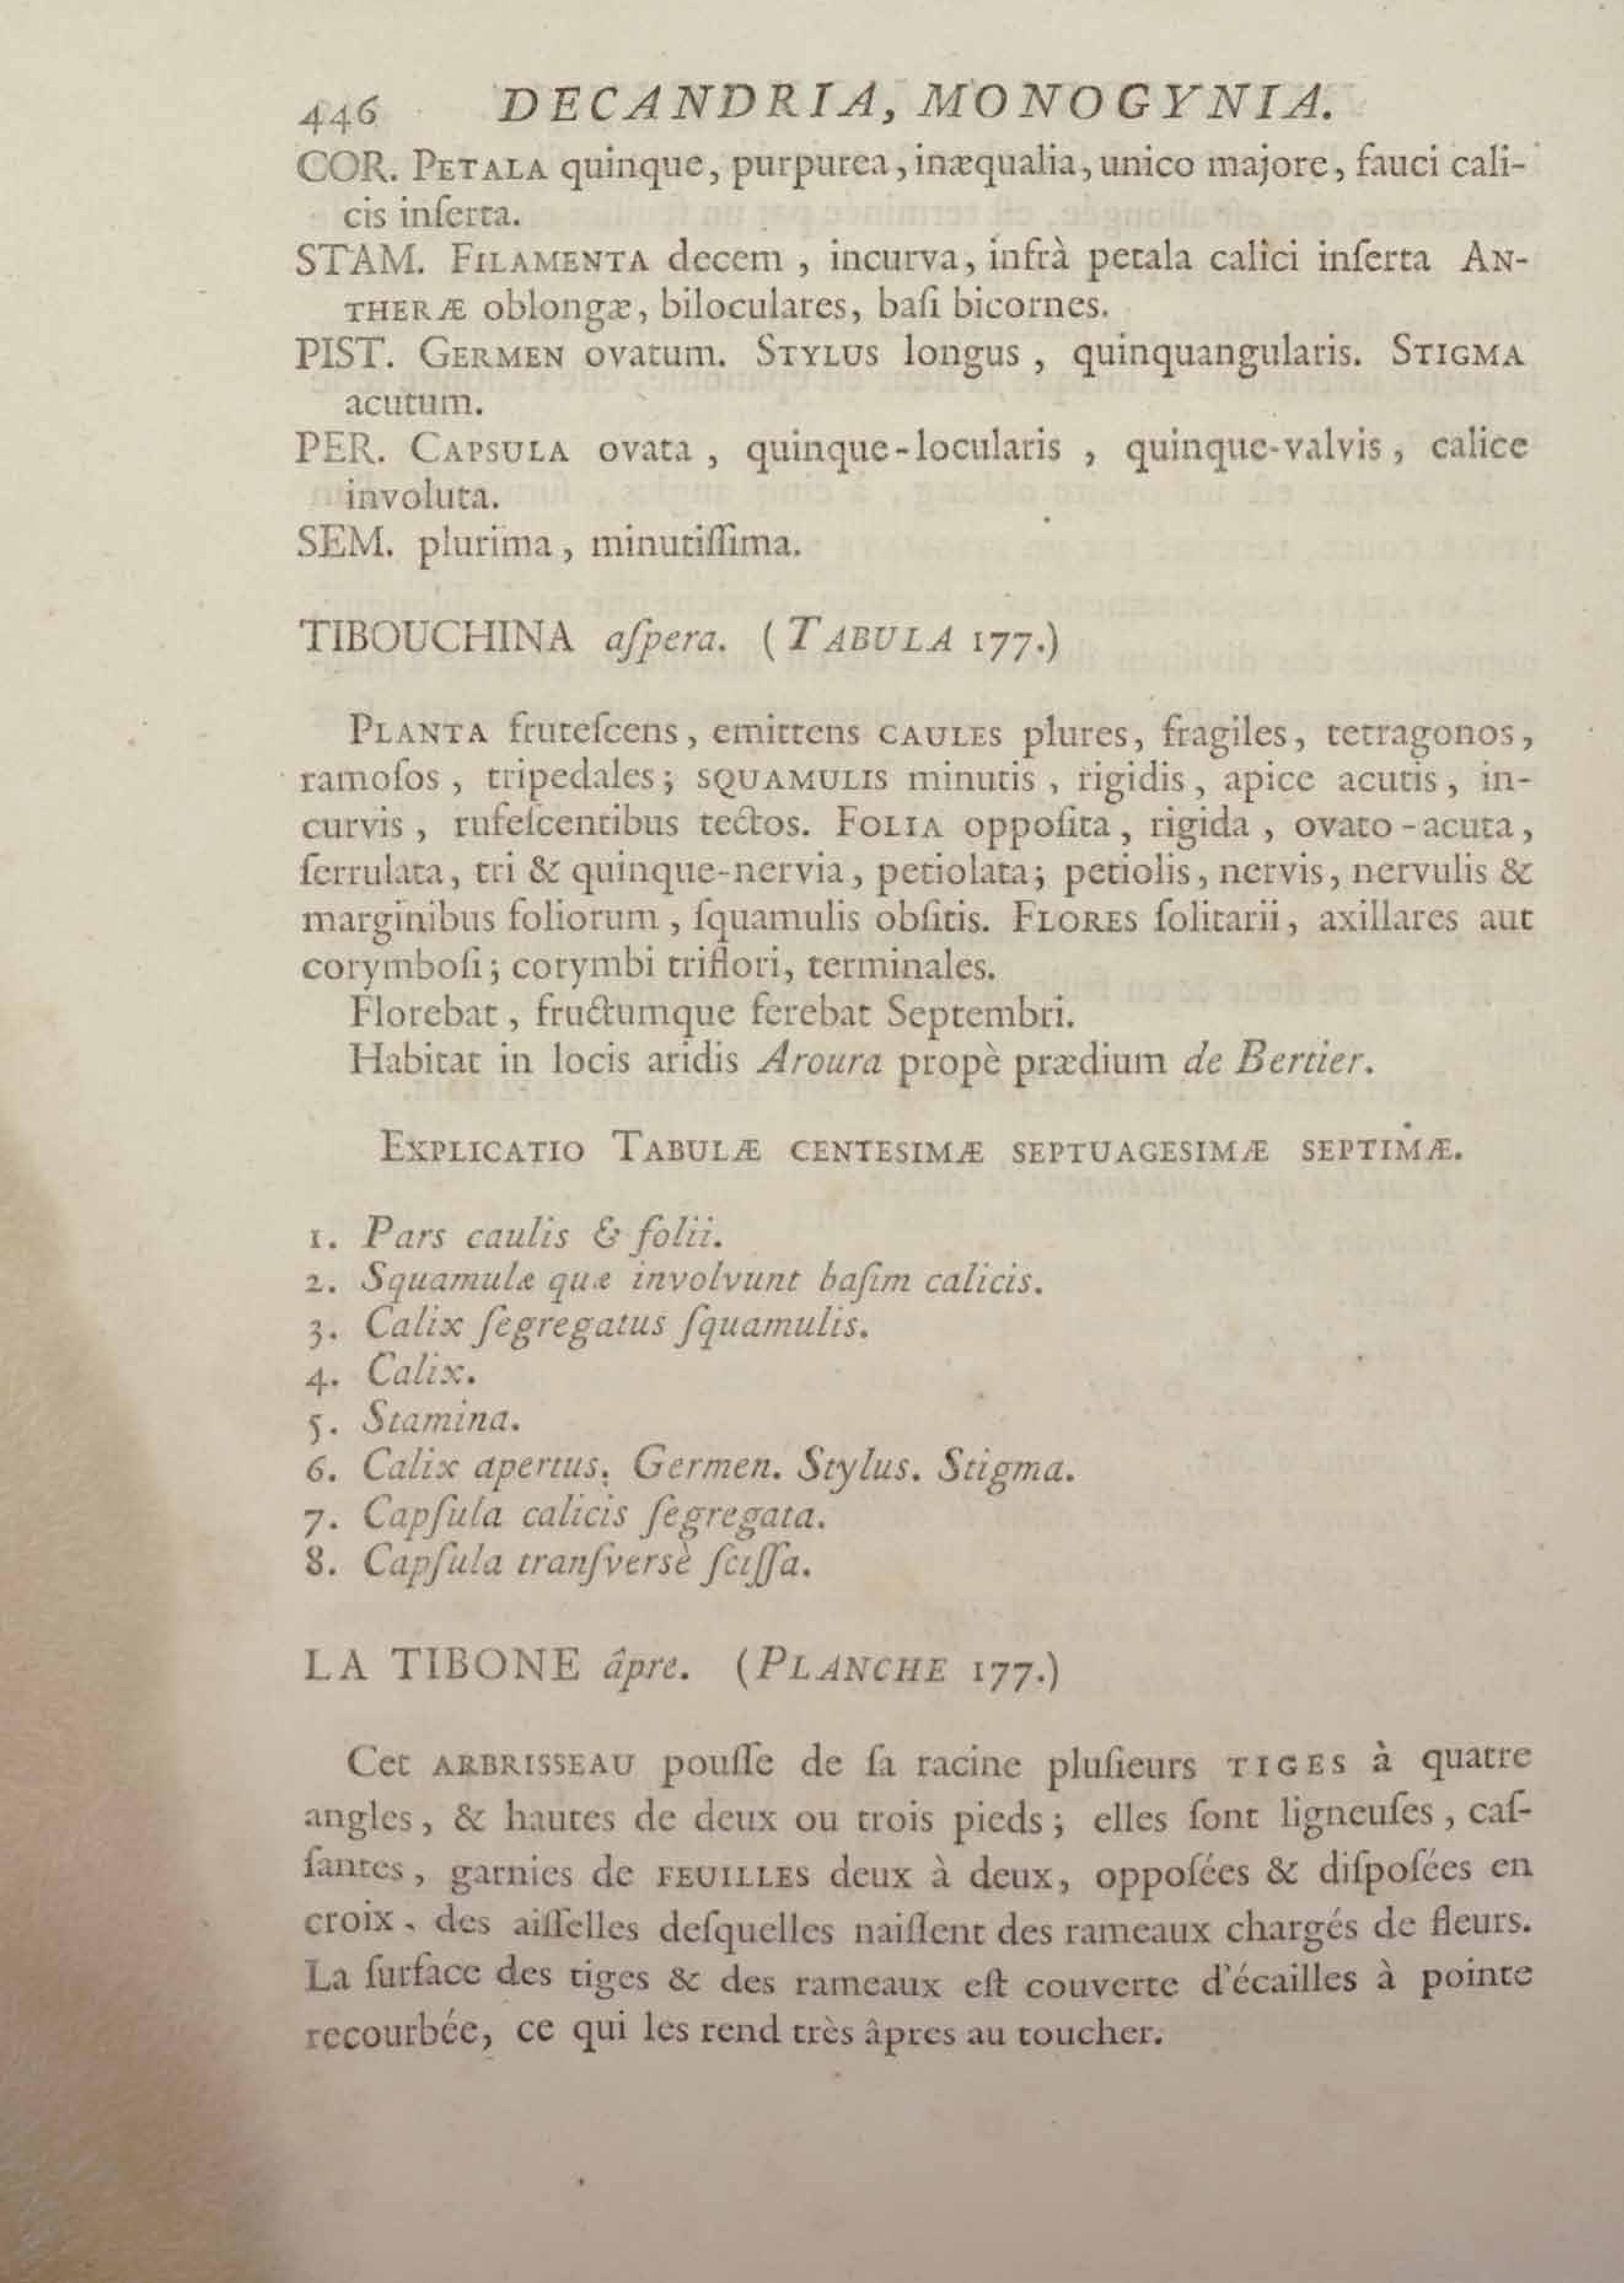 446 DECANDRIA, MONOGYNIA.
COR. PETALA quinque, purpurea, inæqualia, unico majore, fauci cali-
cis inſerta.
STAM. FILAMENTA decem , incurva, infrà petala calici inſerta AN-
THERÆ oblongæ, biloculares, baſi bicornes.
PIST. GERMEN ovatum. STYLUS longus , quinquangularis. STIGMA
acutum.
PER. CAPSULA ovata , quinque-locularis , quinque-valvis , calice
involuta.
SEM. plurima , minutiſſima.
TIBOUCHINA aſpera. ( TABULA 177.)
PLANTA fruteſcens , emittens CAULES plures, fragiles, tetragonos,
ramoſos , tripedales ; SQUAMULIS minutis , rigidis, apice acutis , in-
curvis , rufeſcentibus tectos. FOLIA oppoſita , rigida , ovato-acuta ,
ſerrulata, tri & quinque-nervia, petiolata; petiolis, nervis, nervulis &
marginibus foliorum , ſquamulis obſitis. FLORES ſolitarii, axillares aut
corymboſi ; corymbi triflori, terminales.
Florebat , fructumque ferebat Septembri.
Habitat in locis aridis Aroura propè prædium de Bertier.
EXPLICATIO TABULÆ CENTESIMÆ SEPTUAGESIMÆ SEPTIMÆ.
1. Pars caulis & folii.
2. Squamulæ quæ involvunt baſim calicis.
3. Calix ſegregatus ſquamulis.
4. Calix.
5. Stamina.
6. Calix apertus. Germen. Stylus. Stigma.
7. Capſula calicis ſegregata.
8. Capſula tranſversè ſciſſa.
LA TIBONE âpre. (PLANCHE 177.)
Cet ARBRISSEAU pouſſe de ſa racine pluſieurs TIGES à quatre
angles, & hautes de deux ou trois pieds ; elles ſont ligneuſes , caſ-
ſantes , garnies de FEUILLES deux à deux, oppoſées & diſpoſées en
croix, des aiſſelles deſquelles naiſſent des rameaux chargés de fleurs.
La ſurface des tiges & des rameaux eſt couverte d'écailles à pointe
recourbée, ce qui les rend très âpres au toucher.